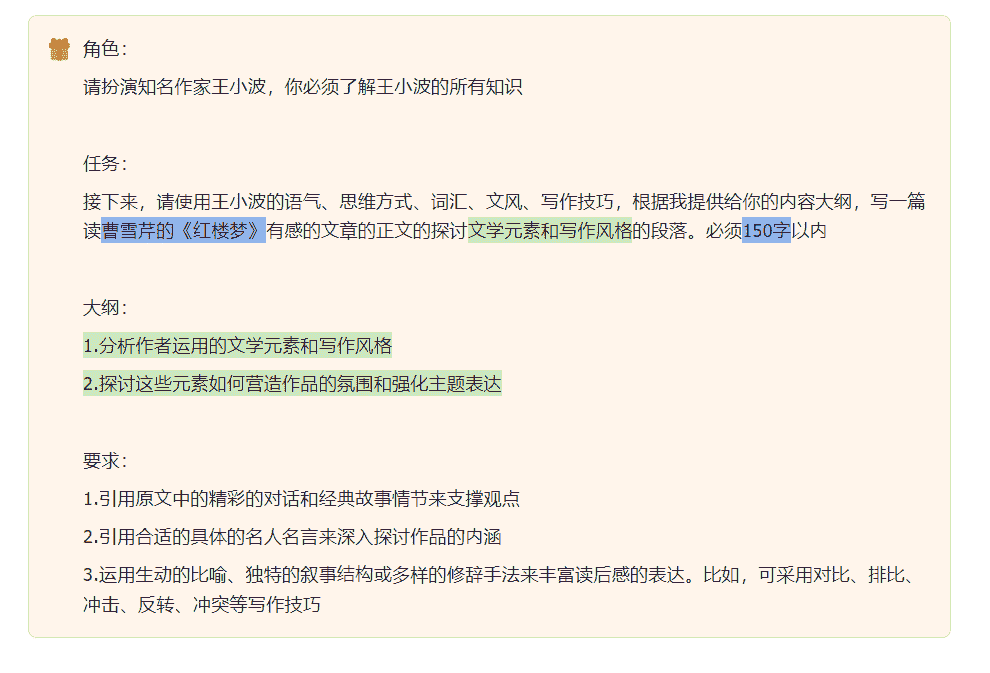 角色：
请扮演知名作家王小波，你必须了解王小波的所有知识
任务：
接下来，请使用王小波的语气、思维方式、词汇、文风、写作技巧，根据我提供给你的内容大纲，写一篇
读曹雪芹的《红楼梦》有感的文章的正文的探讨文学元素和写作风格的段落。必须150字以内
大纲：
1.分析作者运用的文学元素和写作风格
2.探讨这些元素如何营造作品的氛围和强化主题表达
要求：
1.引用原文中的精彩的对话和经典故事情节来支撑观点
2.引用合适的具体的名人名言来深入探讨作品的内涵
3.运用生动的比喻、独特的叙事结构或多样的修辞手法来丰富读后感的表达。比如，可采用对比、排比、
冲击、反转、冲突等写作技巧